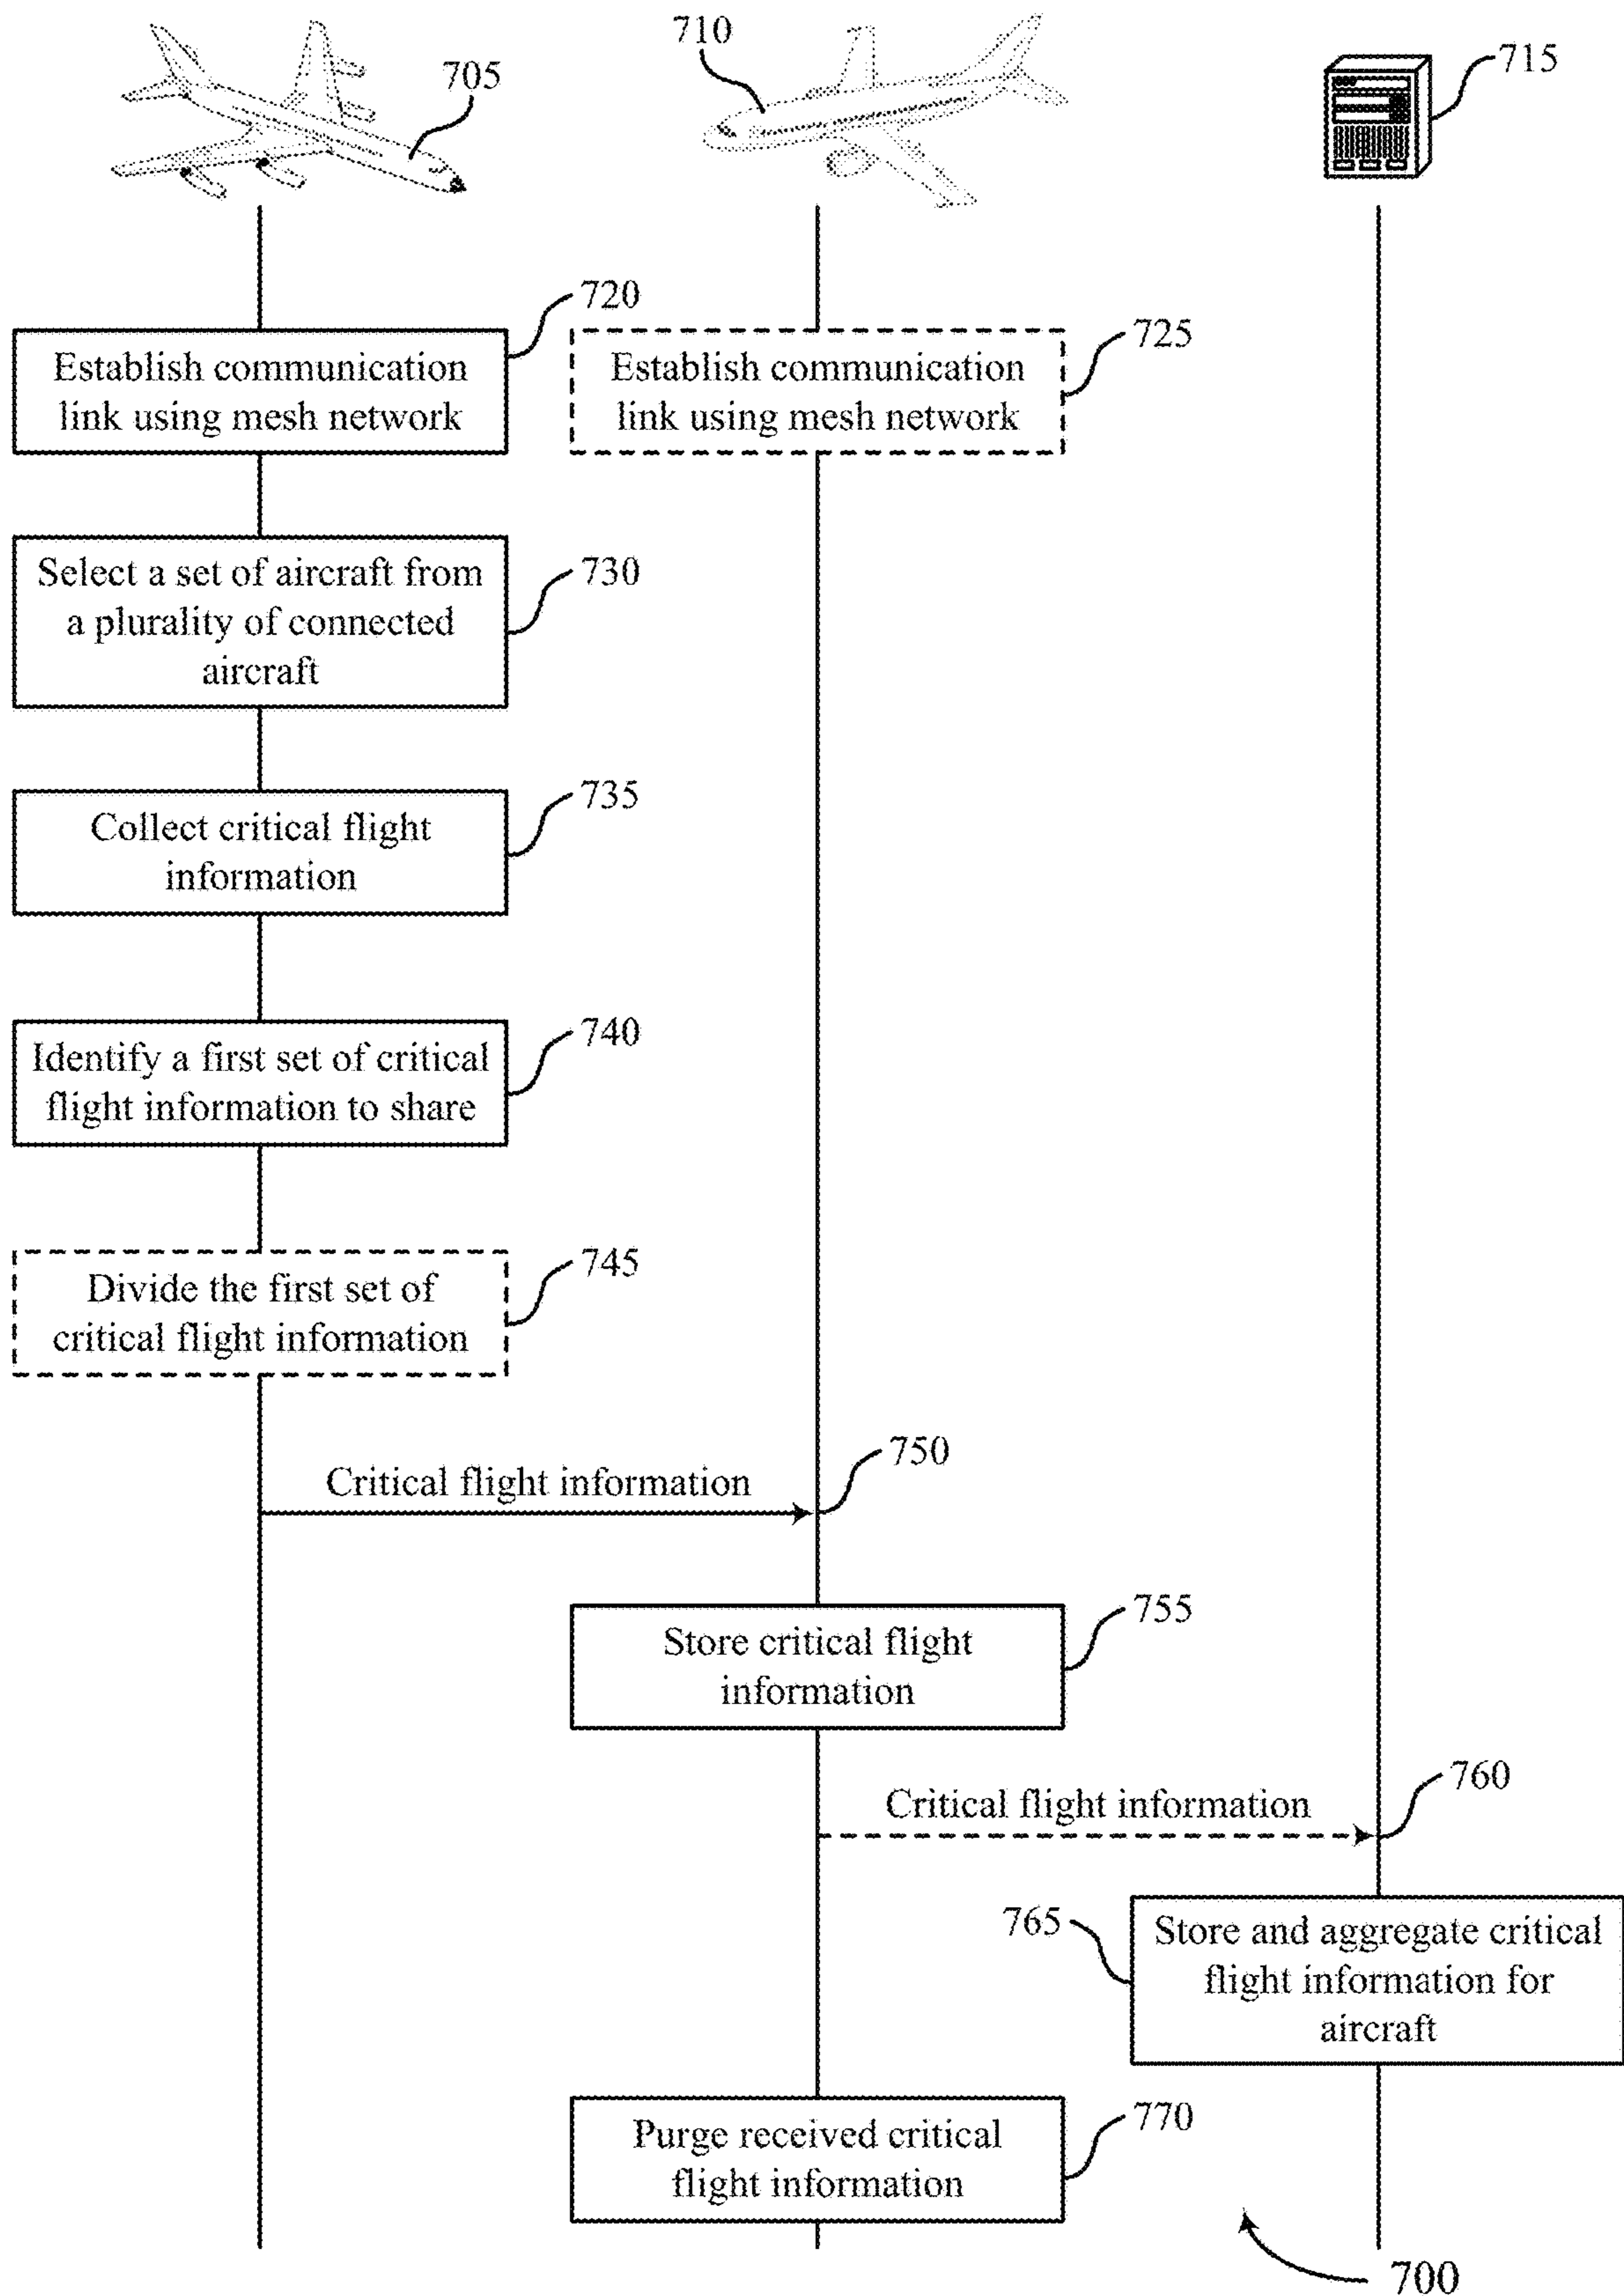 705
710
715
720
Establish communication
link using mesh network
725
Establish communication
link using mesh network
730
Select a set of aircraft from
a plurality of connected
aircraft
735
Collect critical flight
information
740
Identify a first set of critical
flight information to share
745
Divide the first set of
critical flight information
750
Critical flight information
755
Store critical flight
information
760
Critical flight information
765
Store and aggregate critical
flight information for
aircraft
770
Purge received critical
flight information
700